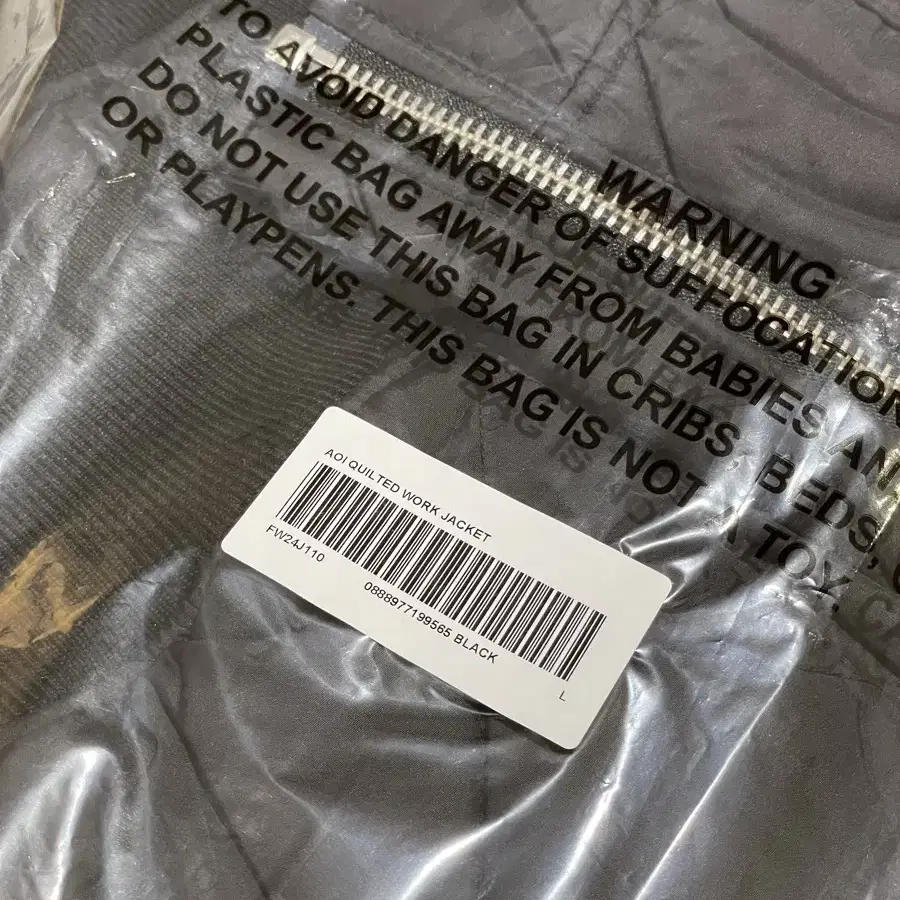 WARNING
TO AVOID DANGER OF SUFFOCATION
PLASTIC BAG AWAY FROM BABIES AN
DO NOT USE THIS BAG IN CRIBS, BEDS,
OR PLAYPENS. THIS BAG IS NOT A TOY.
AOI QUILTED WORK JACKET
FW24J110
0888977199565 BLACK
L